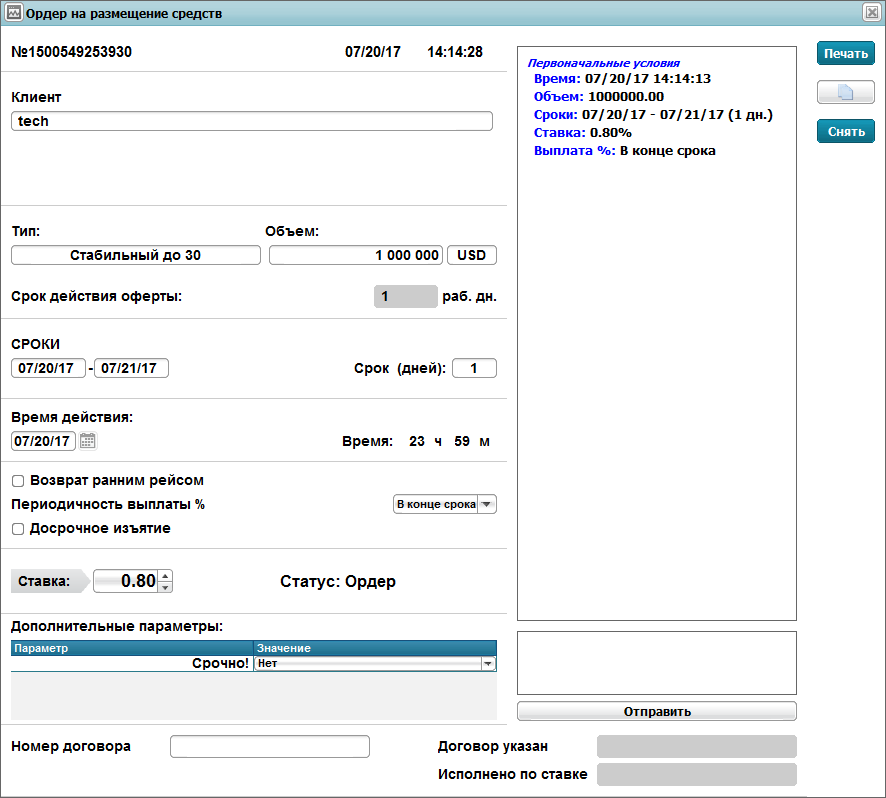 Ордер на размещение средств
№1500549253930 07/20/17 14:14:28
Клиент
tech
Тип: Объем:
Стабильный до 30 1 000 000 USD
Срок действия оферты: 1 раб. дн.
СРОКИ
07/20/17 - 07/21/17 Срок (дней): 1
Время действия:
07/20/17 Время: 23 ч 59 м
Возврат ранним рейсом
Периодичность выплаты % В конце срока
Досрочное изъятие
Ставка: 0.80 Статус: Ордер
Дополнительные параметры:
Параметр Значение
Срочно! Нет
Номер договора
Договор указан
Исполнено по ставке
Первоначальные условия
Время: 07/20/17 14:14:13
Объем: 1000000.00
Сроки: 07/20/17 - 07/21/17 (1 дн.)
Ставка: 0.80%
Выплата %: В конце срока
Отправить
Печать
Снять